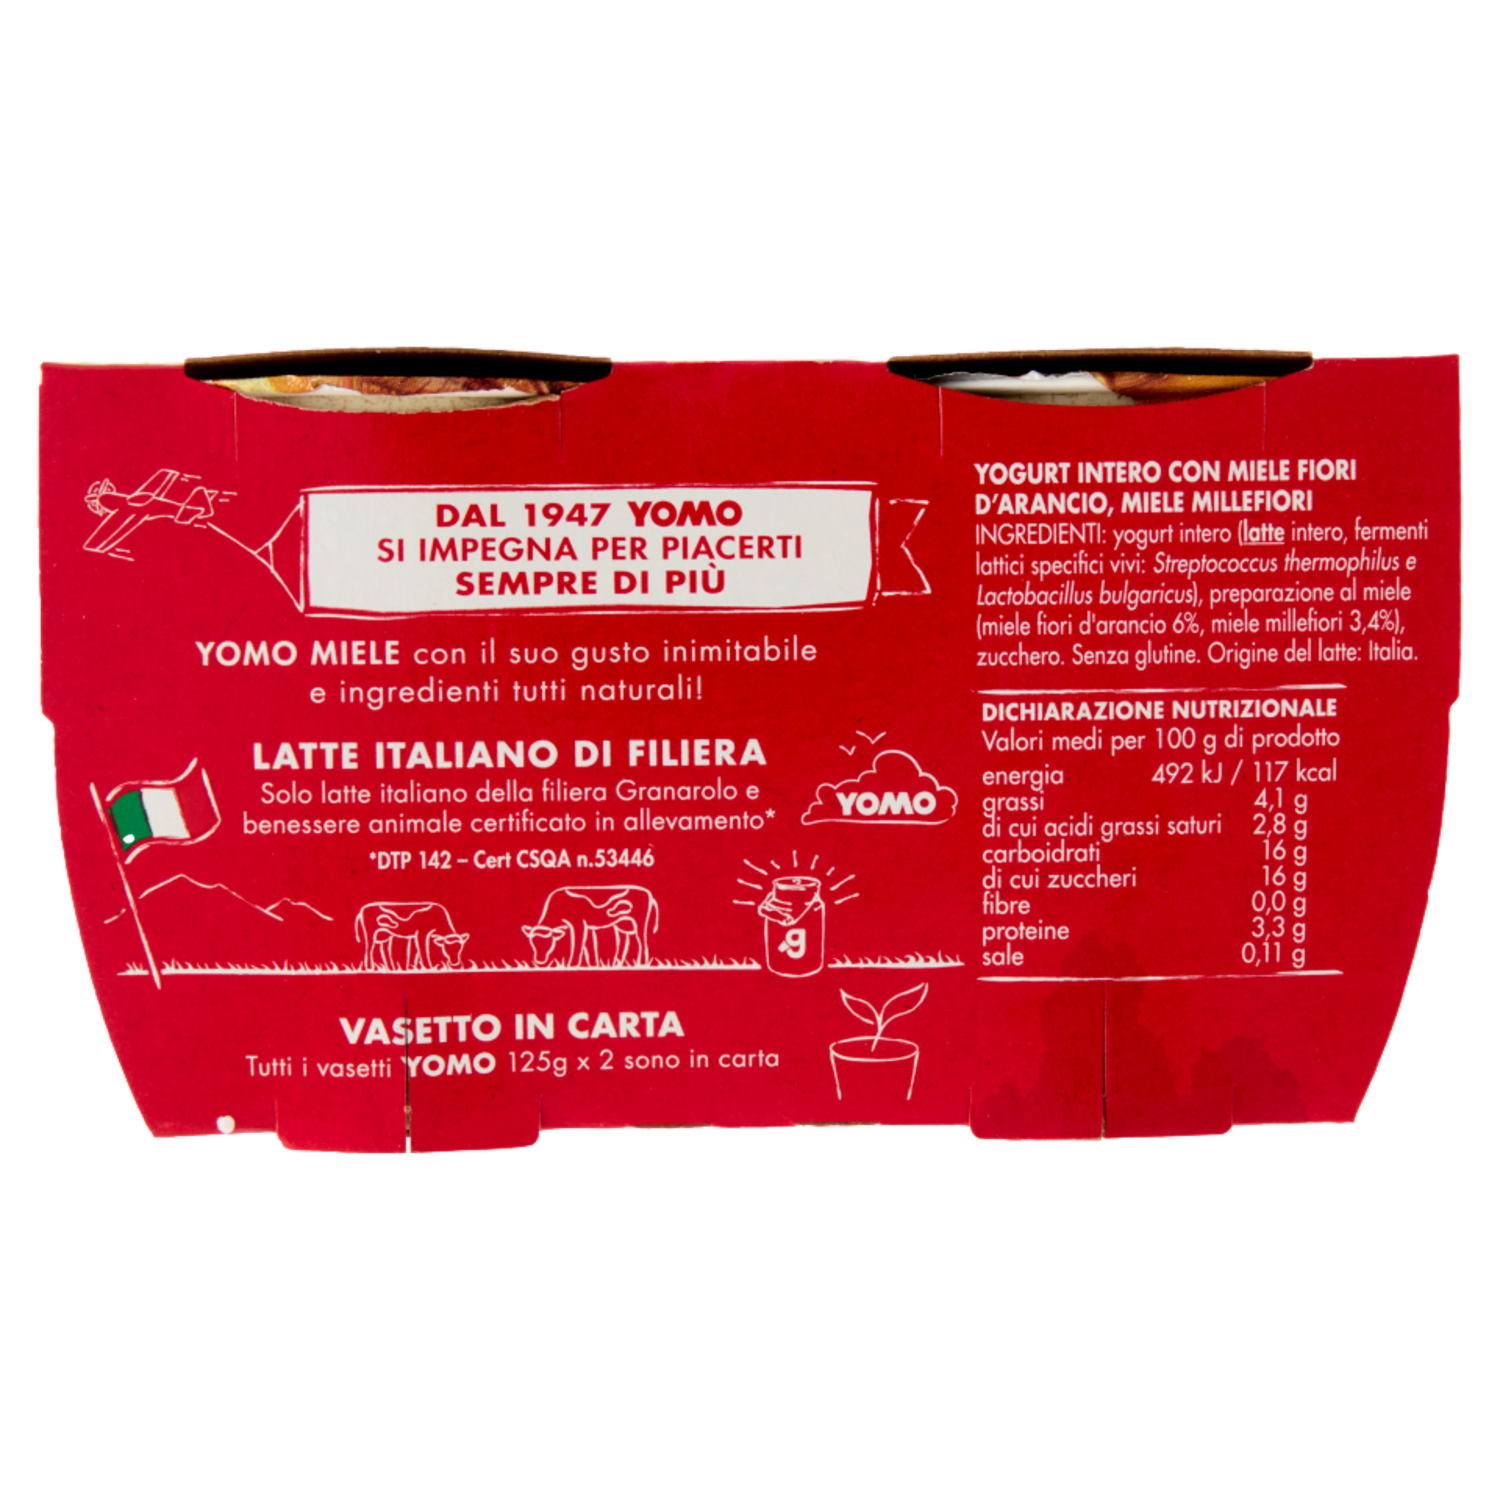 DAL 1947 YOMO
SI IMPEGNA PER PIACERTI
SEMPRE DI PIÙ
YOMO MIELE con il suo gusto inimitabile
e ingredienti tutti naturali!
LATTE ITALIANO DI FILIERA
Solo latte italiano della filiera Granarolo e
benessere animale certificato in allevamento*
*DTP 142 – Cert CSQA n.53446
YOMO
g
VASETTO IN CARTA
Tutti i vasetti YOMO 125g x 2 sono in carta
YOGURT INTERO CON MIELE FIORI
D'ARANCIO, MIELE MILLEFIORI
INGREDIENTI: yogurt intero (latte intero, fermenti
lattici specifici vivi: Streptococcus thermophilus e
Lactobacillus bulgaricus), preparazione al miele
(miele fiori d'arancio 6%, miele millefiori 3,4%),
zucchero. Senza glutine. Origine del latte: Italia.
DICHIARAZIONE NUTRIZIONALE
Valori medi per 100 g di prodotto
energia 492 kJ / 117 kcal
grassi 4,1 g
di cui acidi grassi saturi 2,8 g
carboidrati 16 g
di cui zuccheri 16 g
fibre 0,0 g
proteine 3,3 g
sale 0,11 g